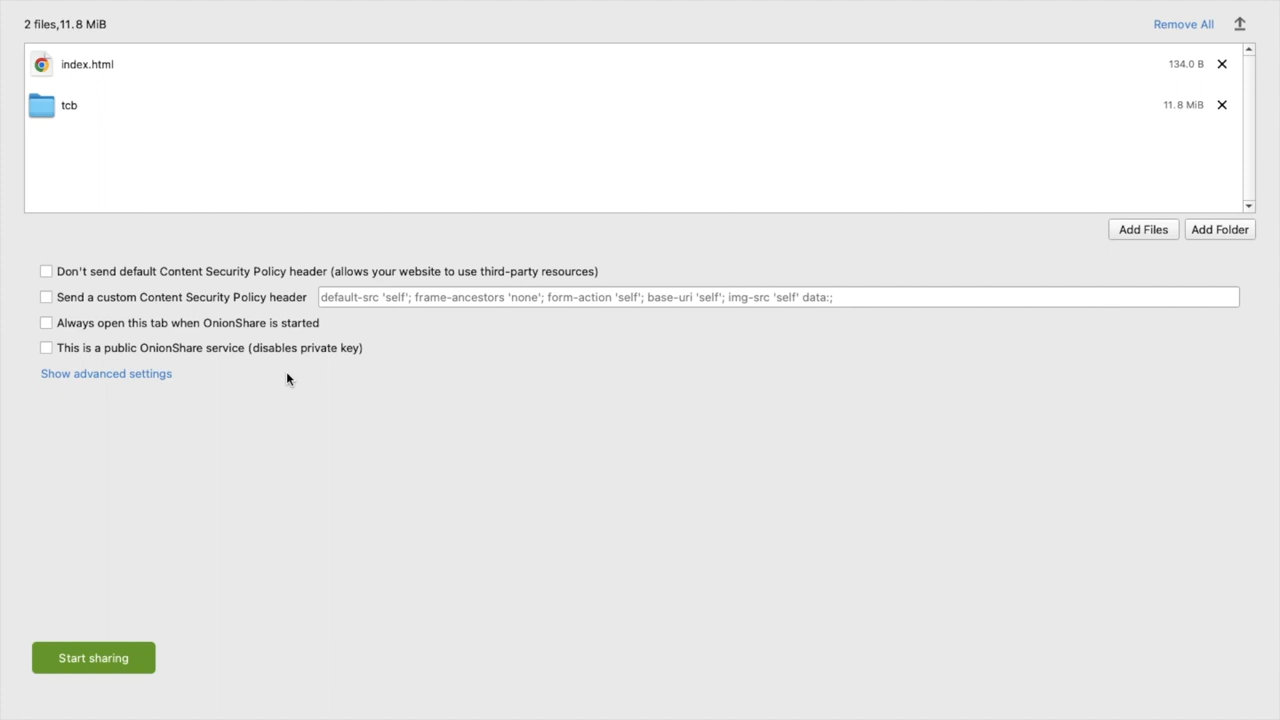 2 files,11.8 MiB
Remove All
index.html
134.0 B
tcb
11.8 MiB
Add Files
Add Folder
Don't send default Content Security Policy header (allows your website to use third-party resources)
Send a custom Content Security Policy header
default-src 'self'; frame-ancestors 'none'; form-action 'self'; base-uri 'self'; img-src 'self' data:;
Always open this tab when OnionShare is started
This is a public OnionShare service (disables private key)
Show advanced settings
Start sharing